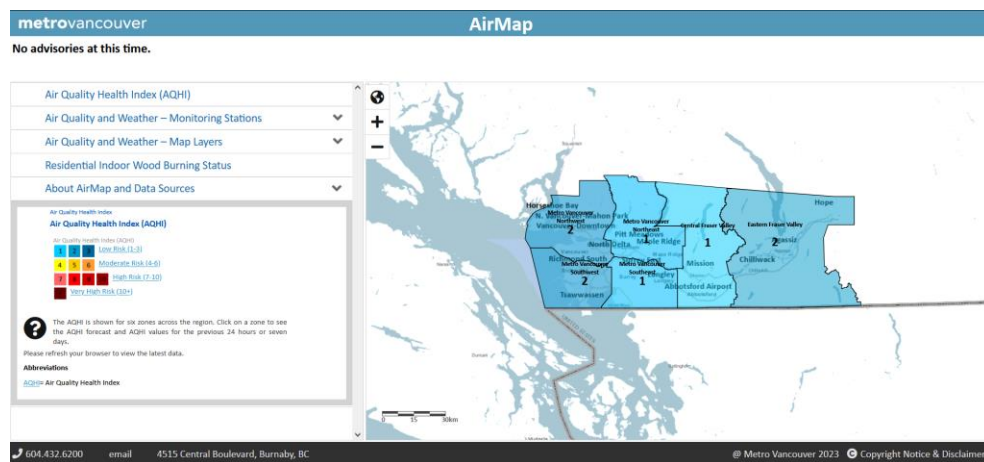 metrovancouver
AirMap
No advisories at this time.
Air Quality Health Index (AQHI)
Air Quality and Weather – Monitoring Stations
Air Quality and Weather – Map Layers
Residential Indoor Wood Burning Status
About AirMap and Data Sources
Air Quality Health Index
Air Quality Health Index (AQHI)
Air Quality Health Index (AQHI)
1 2 3 Low Risk (1-3)
4 5 6 Moderate Risk (4-6)
7 High Risk (7-10)
Very High Risk (10+)
? The AQHI is shown for six zones across the region. Click on a zone to see
the AQHI forecast and AQHI values for the previous 24 hours or seven
days.
Please refresh your browser to view the latest data.
Abbreviations
AQHI= Air Quality Health Index
+
−
Horseshoe Bay
Metro Vancouver
Northwest
2
N. Vancouver Mahon Park
Vancouver Downtown
Metro Vancouver
Northeast
1
Pitt Meadows
North Delta
Maple Ridge
Central Fraser Valley
1
Mission
Abbotsford Airport
Eastern Fraser Valley
2
Hope
Agassiz
Chilliwack
Richmond South
Metro Vancouver
Southwest
2
Tsawwassen
Metro Vancouver
Southeast
1
Langley
0 15 30km
604.432.6200 email 4515 Central Boulevard, Burnaby, BC
@ Metro Vancouver 2023 © Copyright Notice & Disclaimer